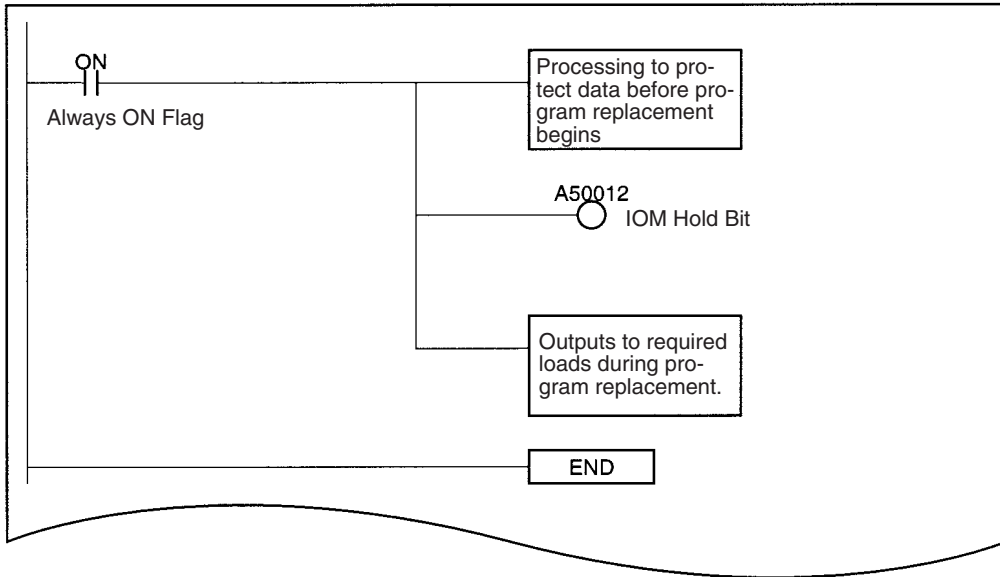 ON
Always ON Flag
Processing to pro-
tect data before pro-
gram replacement
begins
A50012
IOM Hold Bit
Outputs to required
loads during pro-
gram replacement.
END